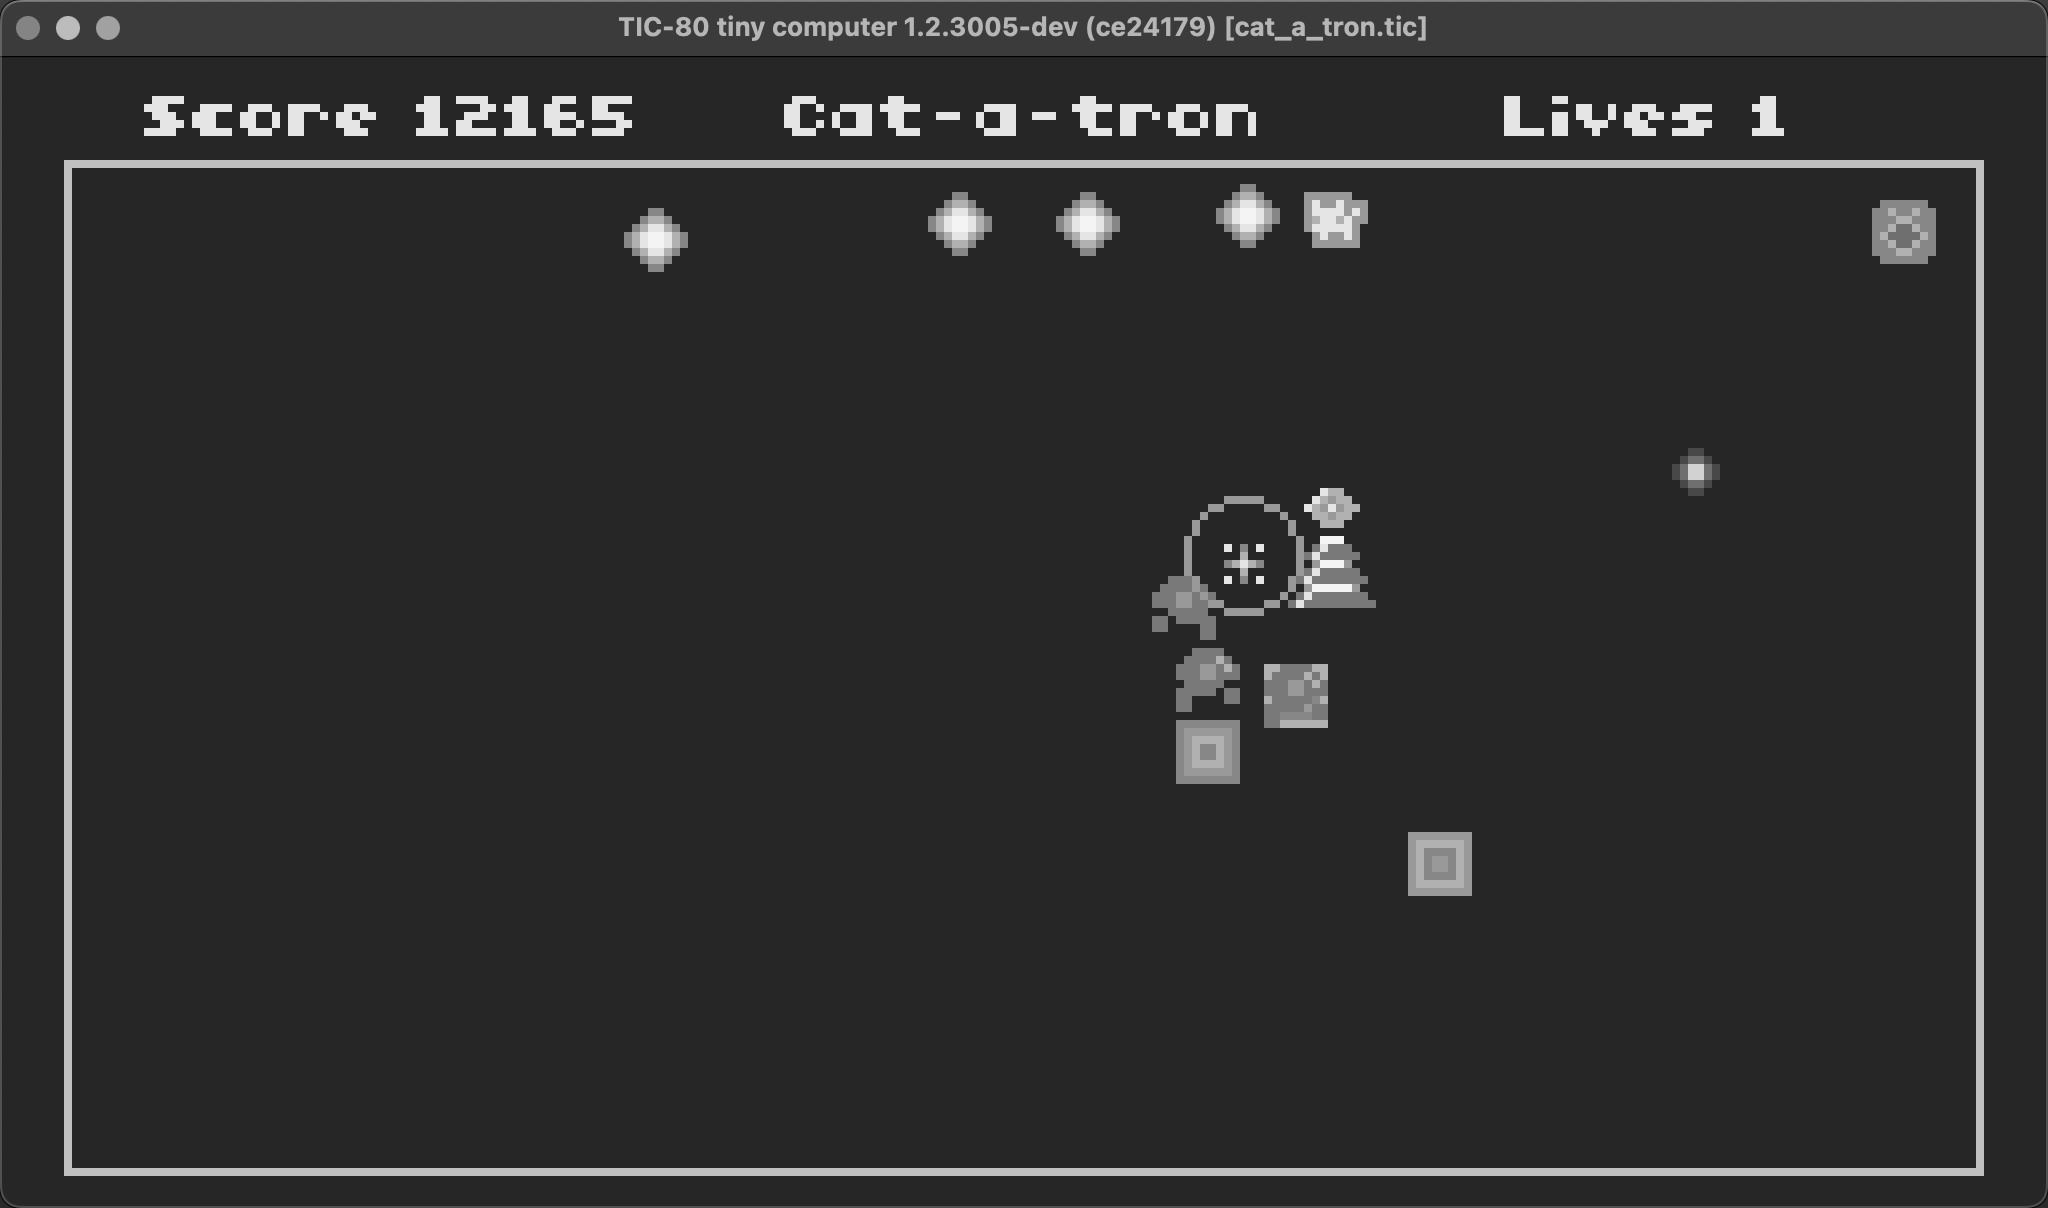 TIC-80 tiny computer 1.2.3005-dev (ce24179) [cat_a_tron.tic]
Score 12165 Cat-a-tron Lives 1